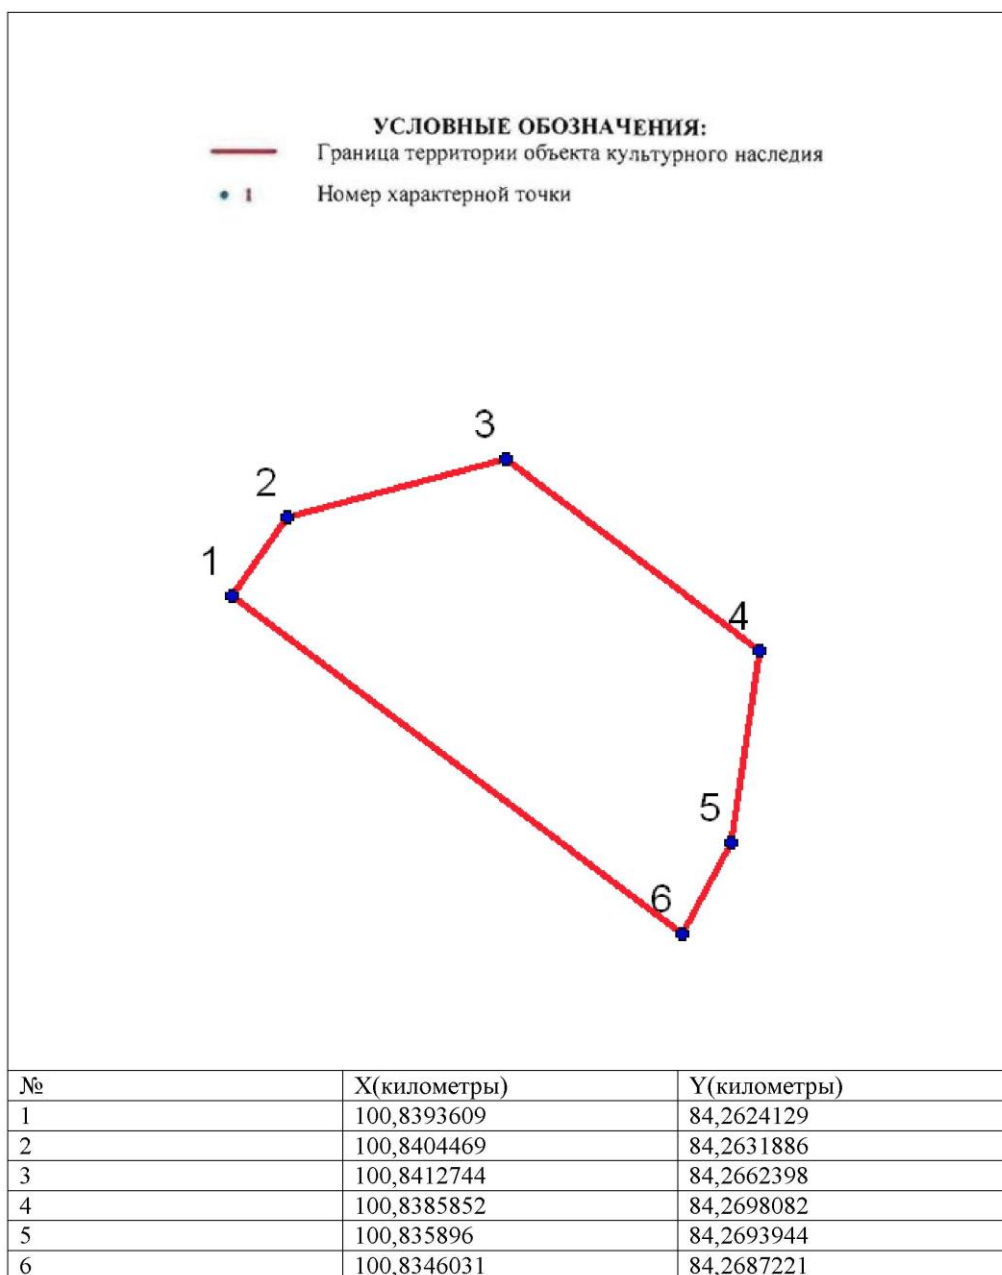 УСЛОВНЫЕ ОБОЗНАЧЕНИЯ:
Граница территории объекта культурного наследия
1 Номер характерной точки
3
2
1
4
5
6
№ X(километры) Y(километры)
1 100,8393609 84,2624129
2 100,8404469 84,2631886
3 100,8412744 84,2662398
4 100,8385852 84,2698082
5 100,835896 84,2693944
6 100,8346031 84,2687221